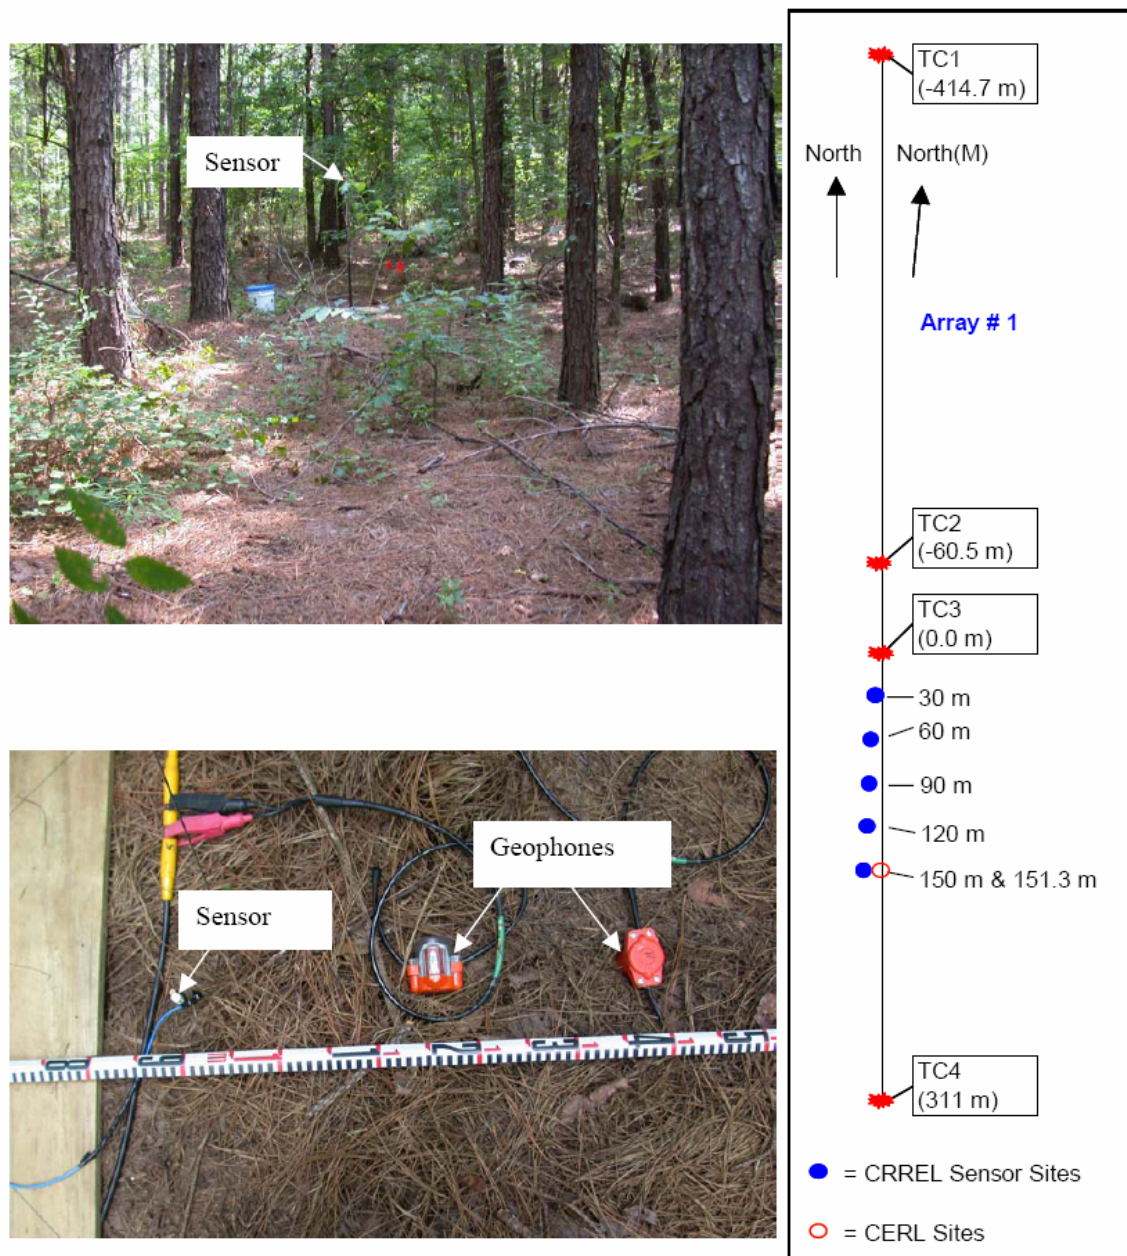 Sensor
Geophones
Sensor
TC1
(-414.7 m)
North
North(M)
Array # 1
TC2
(-60.5 m)
TC3
(0.0 m)
30 m
60 m
90 m
120 m
150 m & 151.3 m
TC4
(311 m)
= CRREL Sensor Sites
= CERL Sites